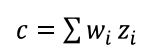 c = ∑ wᵢ zᵢ